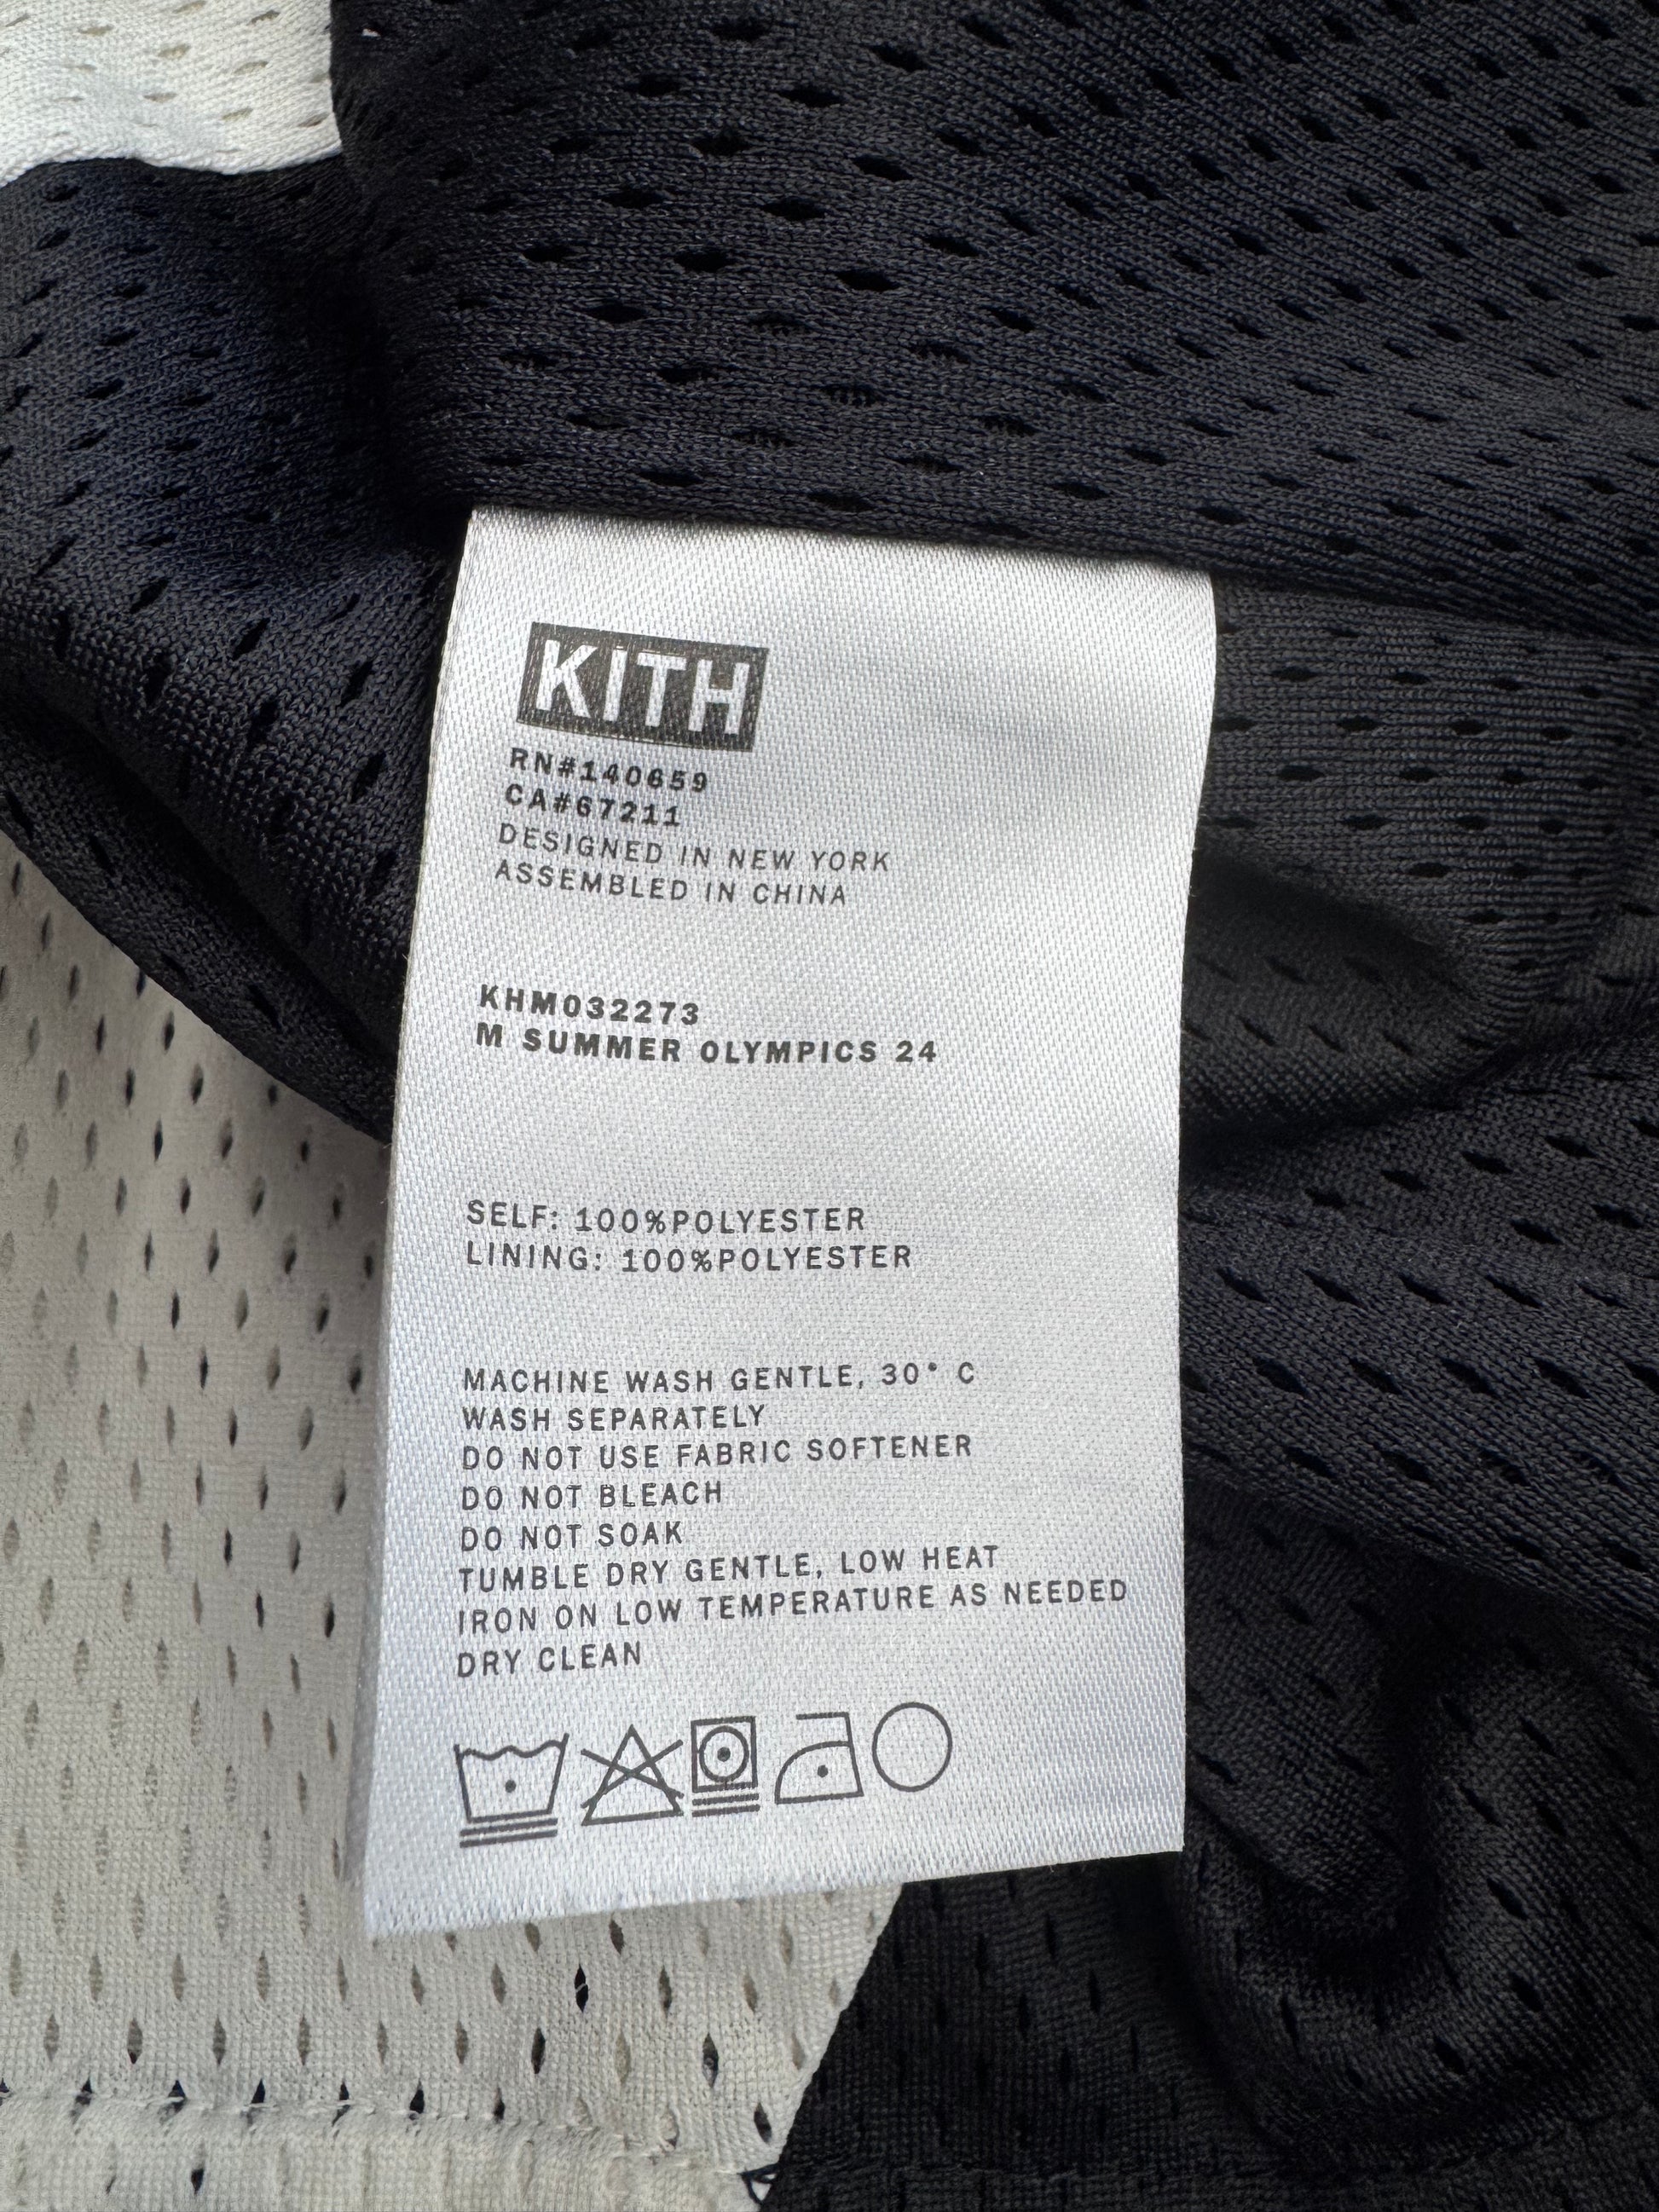 KITH
RN#140659
CA#67211
DESIGNED IN NEW YORK
ASSEMBLED IN CHINA
KHM032273
M SUMMER OLYMPICS 24
SELF: 100%POLYESTER
LINING: 100%POLYESTER
MACHINE WASH GENTLE, 30° C
WASH SEPARATELY
DO NOT USE FABRIC SOFTENER
DO NOT BLEACH
DO NOT SOAK
TUMBLE DRY GENTLE, LOW HEAT
IRON ON LOW TEMPERATURE AS NEEDED
DRY CLEAN